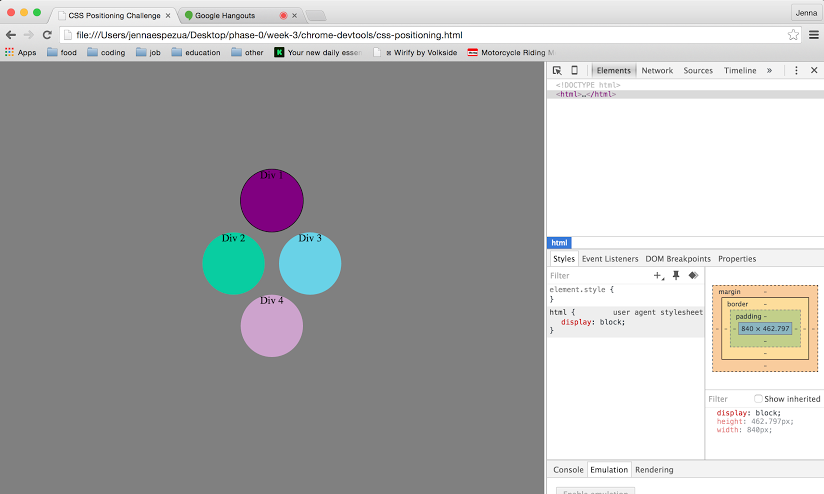 CSS Positioning Challenge
Google Hangouts
Jenna
file:///Users/jennaespezua/Desktop/phase-0/week-3/chrome-devtools/css-positioning.html
Apps food coding job education other Your new daily esse Wirify by Volkside Motorcycle Riding M
Elements Network Sources Timeline »
<!DOCTYPE html>
<html>…</html>
Div 1
Div 2
Div 3
Div 4
html
Styles Event Listeners DOM Breakpoints Properties
Filter
element.style {
}
html { user agent stylesheet
display: block;
}
margin -
border -
padding -
- - - 840 × 462.797 - - -
-
-
-
Filter Show inherited
display: block;
height: 462.797px;
width: 840px;
Console Emulation Rendering
Enable emulation